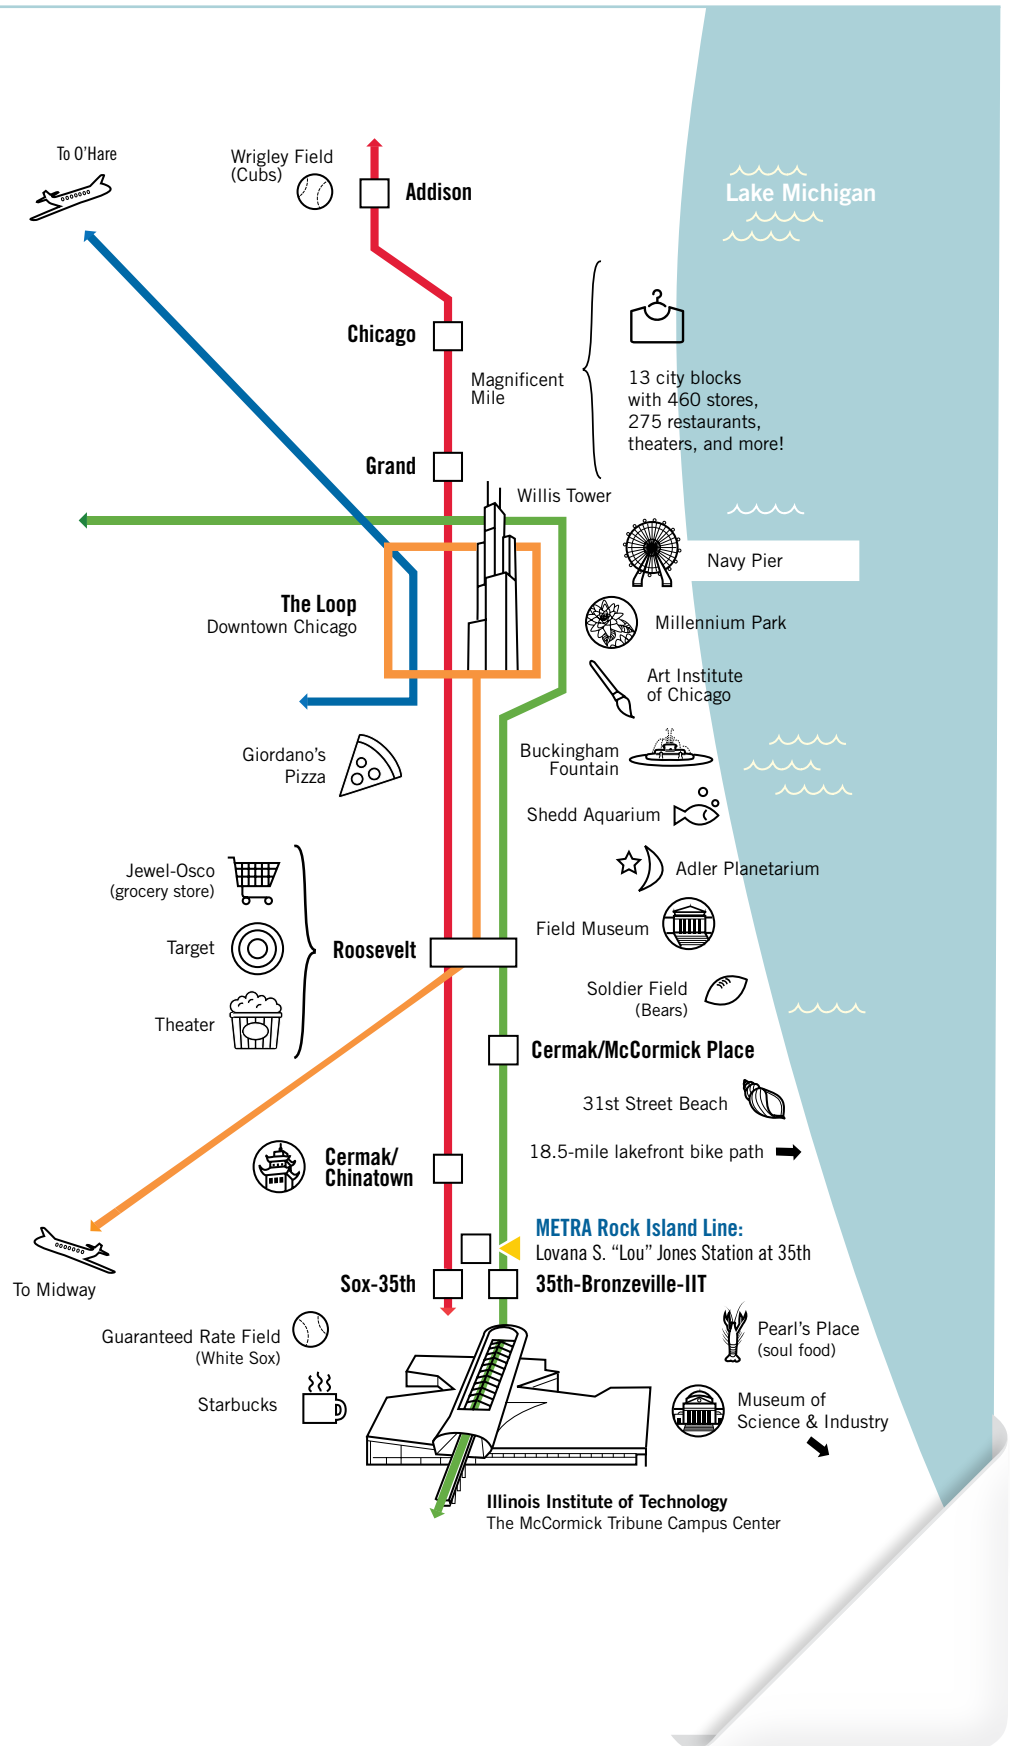 To O'Hare
Wrigley Field
(Cubs)
Addison
Lake Michigan
Chicago
Magnificent
Mile
13 city blocks
with 460 stores,
275 restaurants,
theaters, and more!
Grand
Willis Tower
Navy Pier
The Loop
Downtown Chicago
Millennium Park
Art Institute
of Chicago
Giordano's
Pizza
Buckingham
Fountain
Shedd Aquarium
Jewel-Osco
(grocery store)
Adler Planetarium
Target
Roosevelt
Field Museum
Theater
Soldier Field
(Bears)
Cermak/McCormick Place
31st Street Beach
18.5-mile lakefront bike path
Cermak/
Chinatown
METRA Rock Island Line:
Lovana S. “Lou” Jones Station at 35th
To Midway
Sox-35th
35th-Bronzeville-IIT
Guaranteed Rate Field
(White Sox)
Pearl's Place
(soul food)
Starbucks
Museum of
Science & Industry
Illinois Institute of Technology
The McCormick Tribune Campus Center